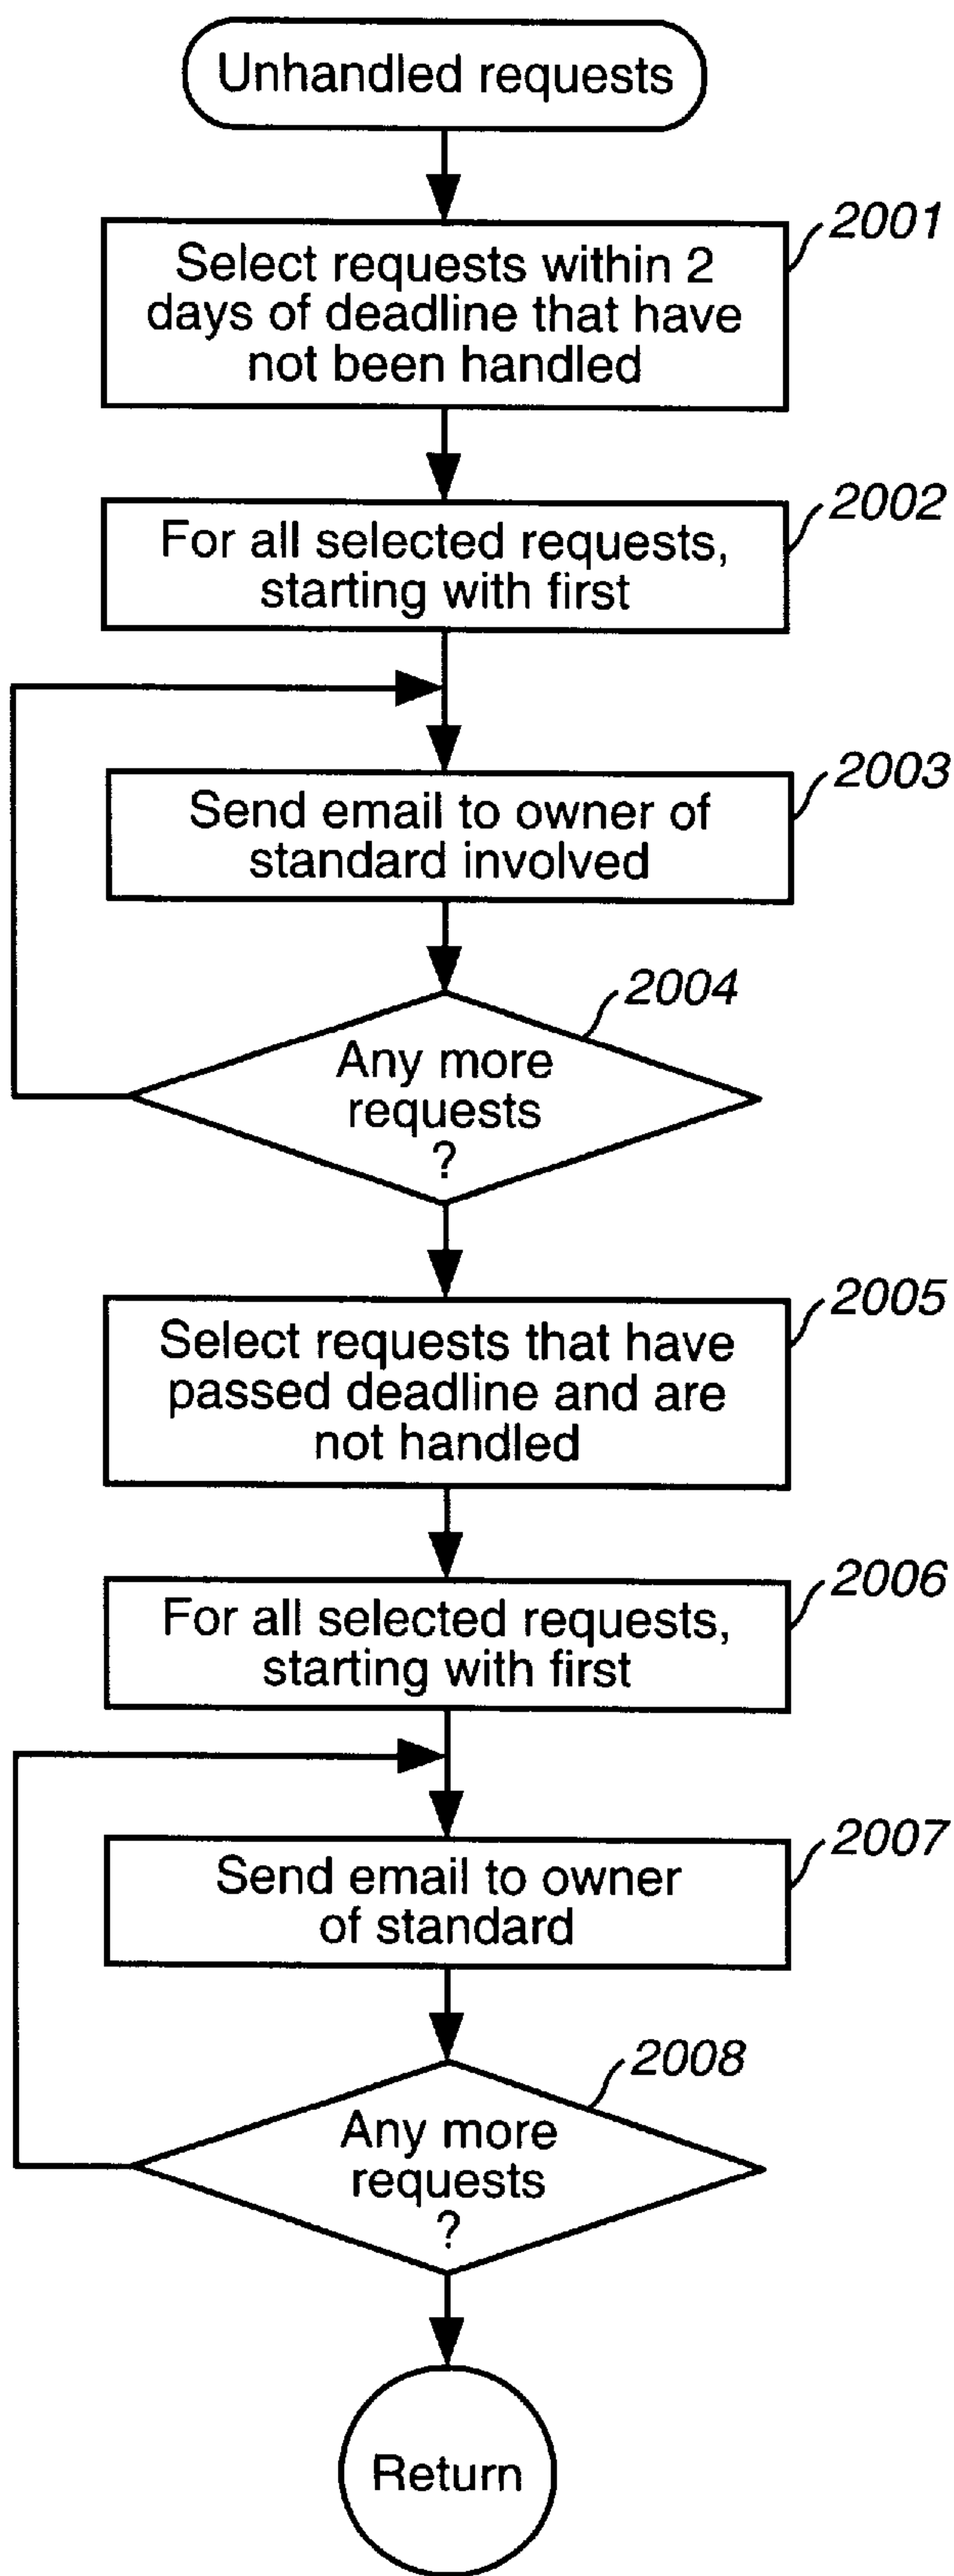 Unhandled requests
2001
Select requests within 2
days of deadline that have
not been handled
2002
For all selected requests,
starting with first
2003
Send email to owner of
standard involved
2004
Any more
requests
?
2005
Select requests that have
passed deadline and are
not handled
2006
For all selected requests,
starting with first
2007
Send email to owner
of standard
2008
Any more
requests
?
Return